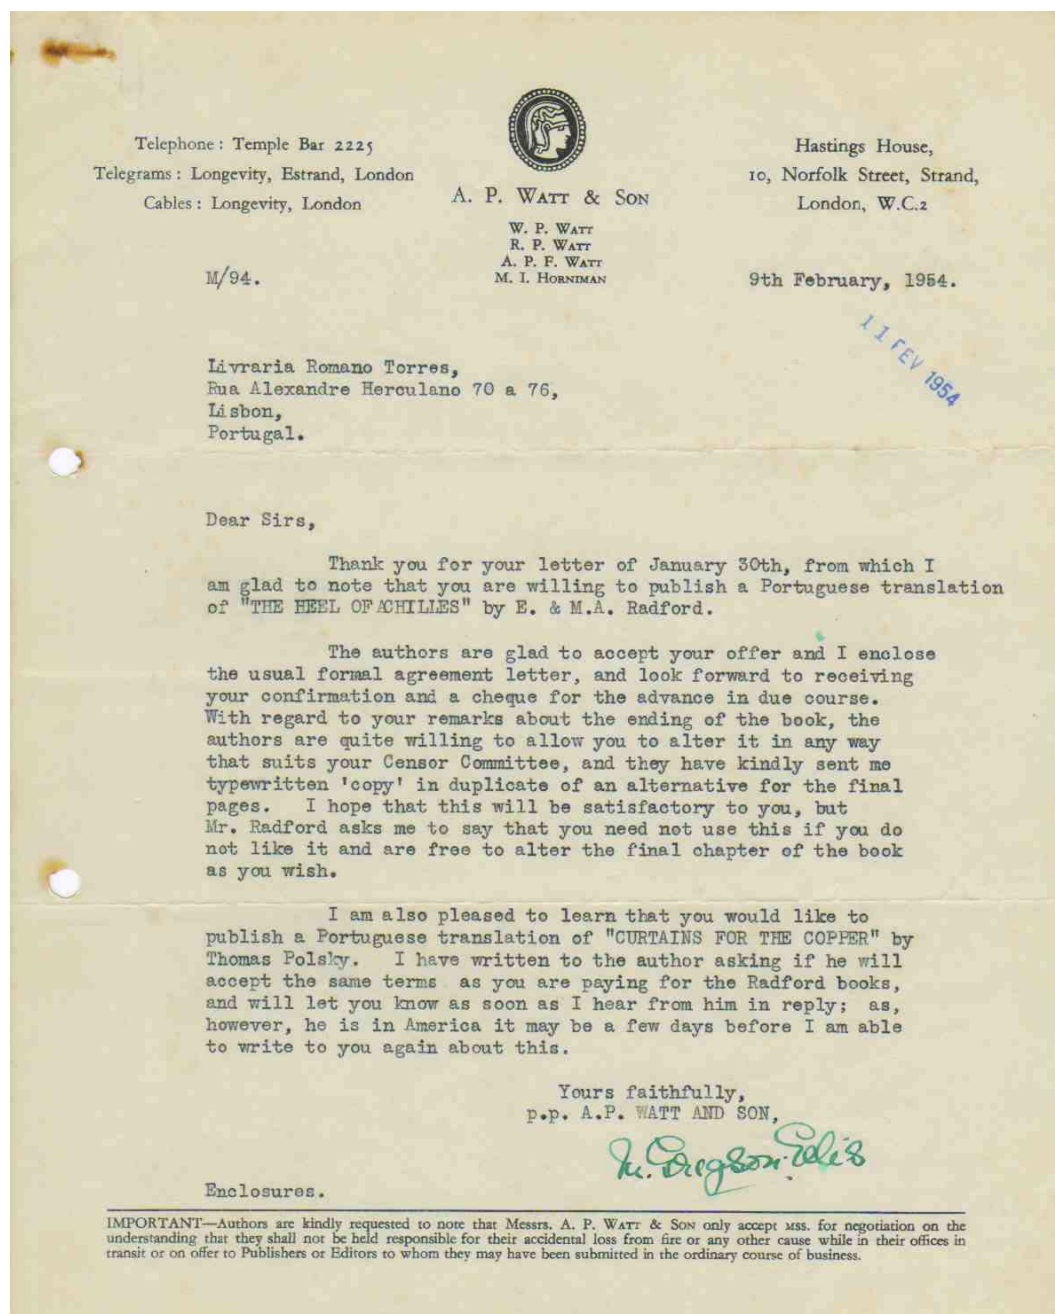 Telephone : Temple Bar 2225
Telegrams : Longevity, Estrand, London
Cables : Longevity, London
A. P. WATT & SON
W. P. WATT
R. P. WATT
A. P. F. WATT
M. I. HORNIMAN
Hastings House,
10, Norfolk Street, Strand,
London, W.C.2
M/94.
9th February, 1954.
11 FEV 1954
Livraria Romano Torres,
Rua Alexandre Herculano 70 a 76,
Lisbon,
Portugal.
Dear Sirs,
Thank you for your letter of January 30th, from which I
am glad to note that you are willing to publish a Portuguese translation
of "THE HEEL OF ACHILLES" by E. & M.A. Radford.
The authors are glad to accept your offer and I enclose
the usual formal agreement letter, and look forward to receiving
your confirmation and a cheque for the advance in due course.
With regard to your remarks about the ending of the book, the
authors are quite willing to allow you to alter it in any way
that suits your Censor Committee, and they have kindly sent me
typewritten 'copy' in duplicate of an alternative for the final
pages. I hope that this will be satisfactory to you, but
Mr. Radford asks me to say that you need not use this if you do
not like it and are free to alter the final chapter of the book
as you wish.
I am also pleased to learn that you would like to
publish a Portuguese translation of "CURTAINS FOR THE COPPER" by
Thomas Polsky. I have written to the author asking if he will
accept the same terms as you are paying for the Radford books,
and will let you know as soon as I hear from him in reply; as,
however, he is in America it may be a few days before I am able
to write to you again about this.
Yours faithfully,
p.p. A.P. WATT AND SON,
M. Gregson-Ellis
Enclosures.
IMPORTANT—Authors are kindly requested to note that Messrs. A. P. WATT & SON only accept MSS. for negotiation on the
understanding that they shall not be held responsible for their accidental loss from fire or any other cause while in their offices in
transit or on offer to Publishers or Editors to whom they may have been submitted in the ordinary course of business.